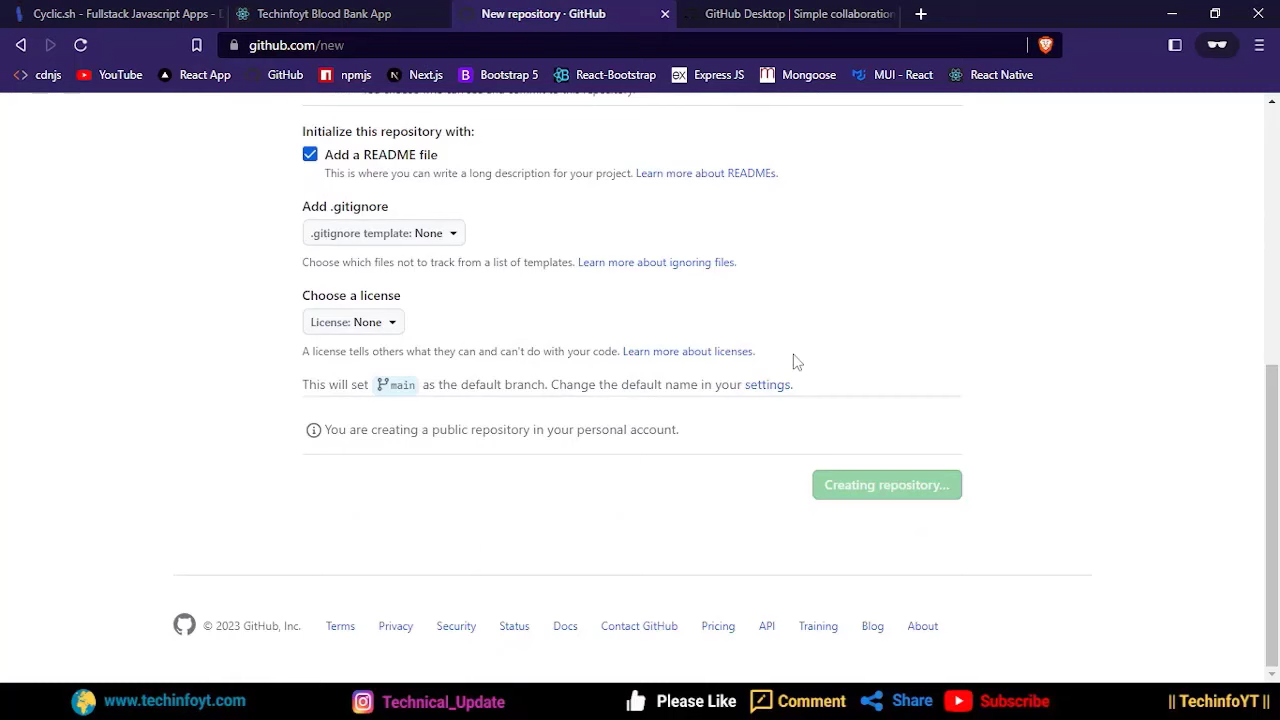 Cyclic.sh - Fullstack Javascript Apps -
Techinfoyt Blood Bank App
New repository · GitHub
GitHub Desktop | Simple collaboration
github.com/new
cdnjs
YouTube
React App
GitHub
npmjs
Next.js
Bootstrap 5
React-Bootstrap
Express JS
Mongoose
MUI - React
React Native
Initialize this repository with:
Add a README file
This is where you can write a long description for your project. Learn more about READMEs.
Add .gitignore
.gitignore template: None
Choose which files not to track from a list of templates. Learn more about ignoring files.
Choose a license
License: None
A license tells others what they can and can't do with your code. Learn more about licenses.
This will set main as the default branch. Change the default name in your settings.
You are creating a public repository in your personal account.
Creating repository...
© 2023 GitHub, Inc.
Terms
Privacy
Security
Status
Docs
Contact GitHub
Pricing
API
Training
Blog
About
www.techinfoyt.com
Technical_Update
Please Like
Comment
Share
Subscribe
|| TechinfoYT ||